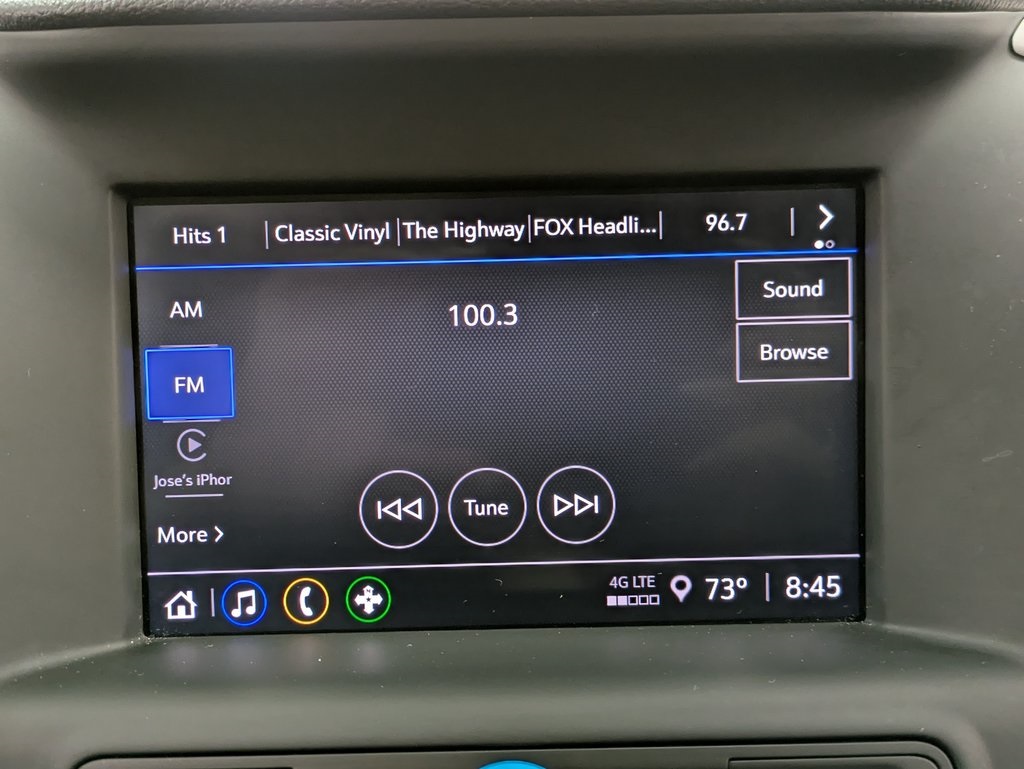 Hits 1 Classic Vinyl The Highway FOX Headli... 96.7
AM
100.3
Sound
FM
Browse
Jose's iPhor
Tune
More
4G LTE
73° 8:45